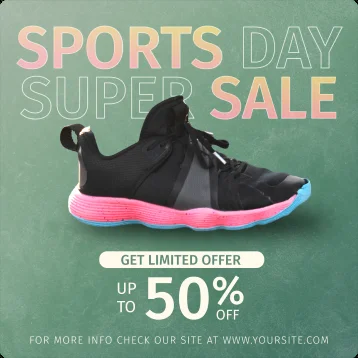 SPORTS DAY
SUPER SALE
GET LIMITED OFFER
UP TO 50% OFF
FOR MORE INFO CHECK OUR SITE AT WWW.YOURSITE.COM